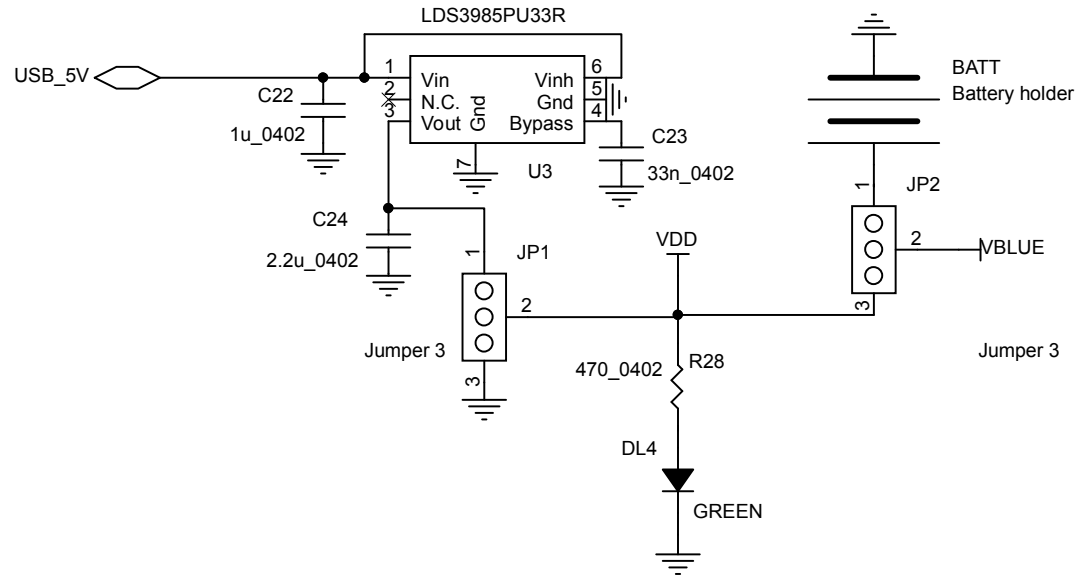 LDS3985PU33R
USB_5V
1
2
3
Vin
N.C.
Vout
Gnd
Vinh
Gnd
Bypass
6
5
4
7
U3
C22
1u_0402
C23
33n_0402
C24
2.2u_0402
BATT
Battery holder
1
JP2
2
VBLUE
3
Jumper 3
1
JP1
2
3
Jumper 3
VDD
470_0402
R28
DL4
GREEN